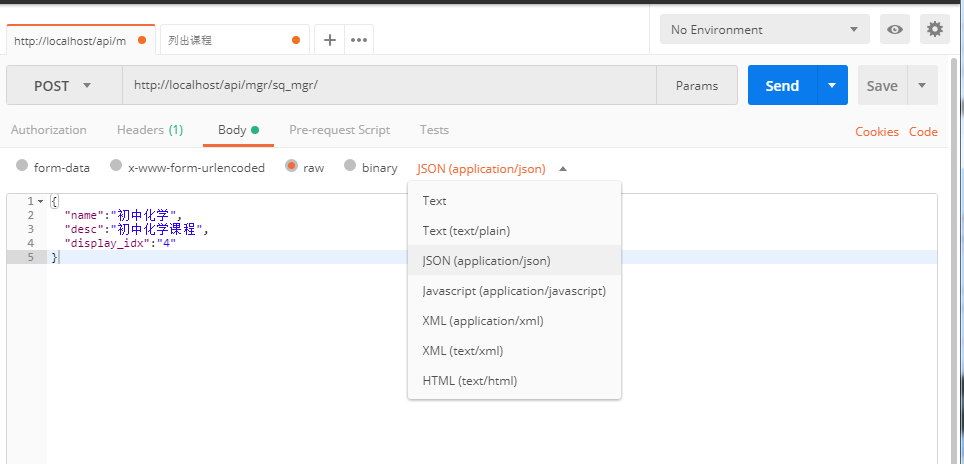 http://localhost/api/m
列出课程
No Environment
POST
http://localhost/api/mgr/sq_mgr/
Params
Send
Save
Authorization
Headers (1)
Body
Pre-request Script
Tests
Cookies
Code
form-data
x-www-form-urlencoded
raw
binary
JSON (application/json)
1 {
2 "name":"初中化学",
3 "desc":"初中化学课程",
4 "display_idx":"4"
5 }
Text
Text (text/plain)
JSON (application/json)
Javascript (application/javascript)
XML (application/xml)
XML (text/xml)
HTML (text/html)